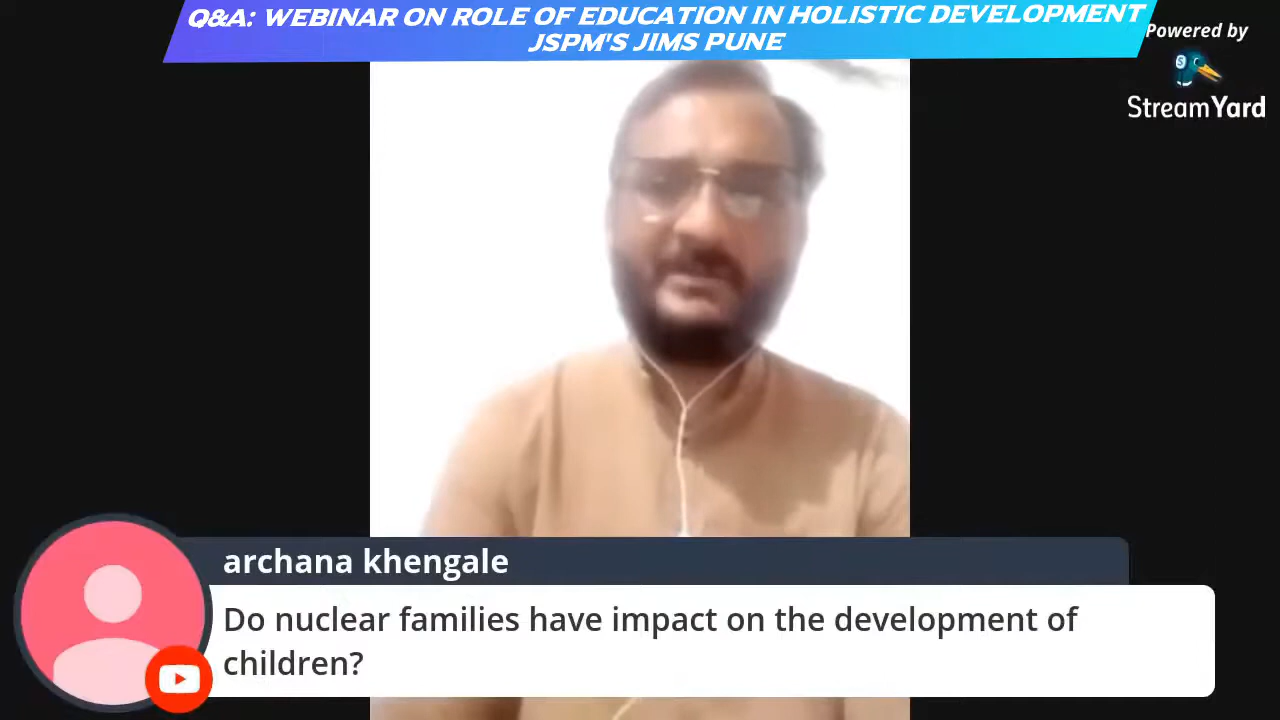 Q&A: WEBINAR ON ROLE OF EDUCATION IN HOLISTIC DEVELOPMENT
JSPM'S JIMS PUNE
Powered by
S
StreamYard
archana khengale
Do nuclear families have impact on the development of
children?